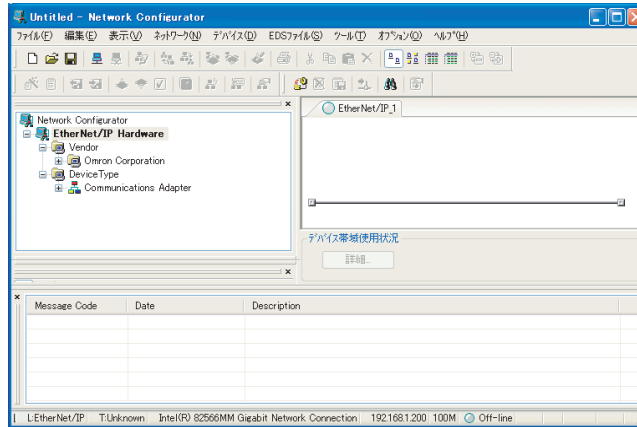 Untitled - Network Configurator
ファイル(F) 編集(E) 表示(V) ネットワーク(N) デバイス(D) EDSファイル(S) ツール(T) オプション(O) ヘルプ(H)
EtherNet/IP_1
Network Configurator
EtherNet/IP Hardware
Vendor
Omron Corporation
DeviceType
Communications Adapter
デバイス帯域使用状況
詳細...
Message Code Date Description
L:EtherNet/IP T:Unknown Intel(R) 82566MM Gigabit Network Connection 192.168.1.200 100M Off-line